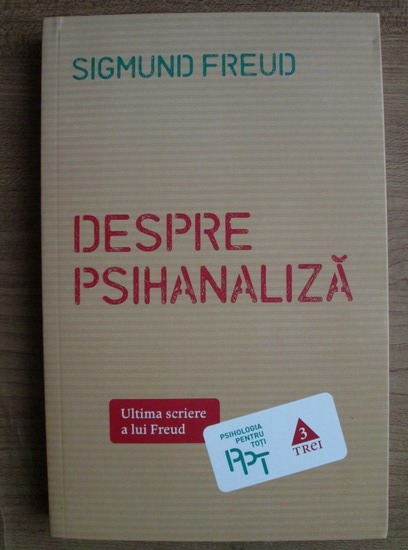 SIGMUND FREUD
DESPRE
PSIHANALIZĂ
Ultima scriere
a lui Freud
PSIHOLOGIA
PENTRU
TOȚI
PPT
3
TREI